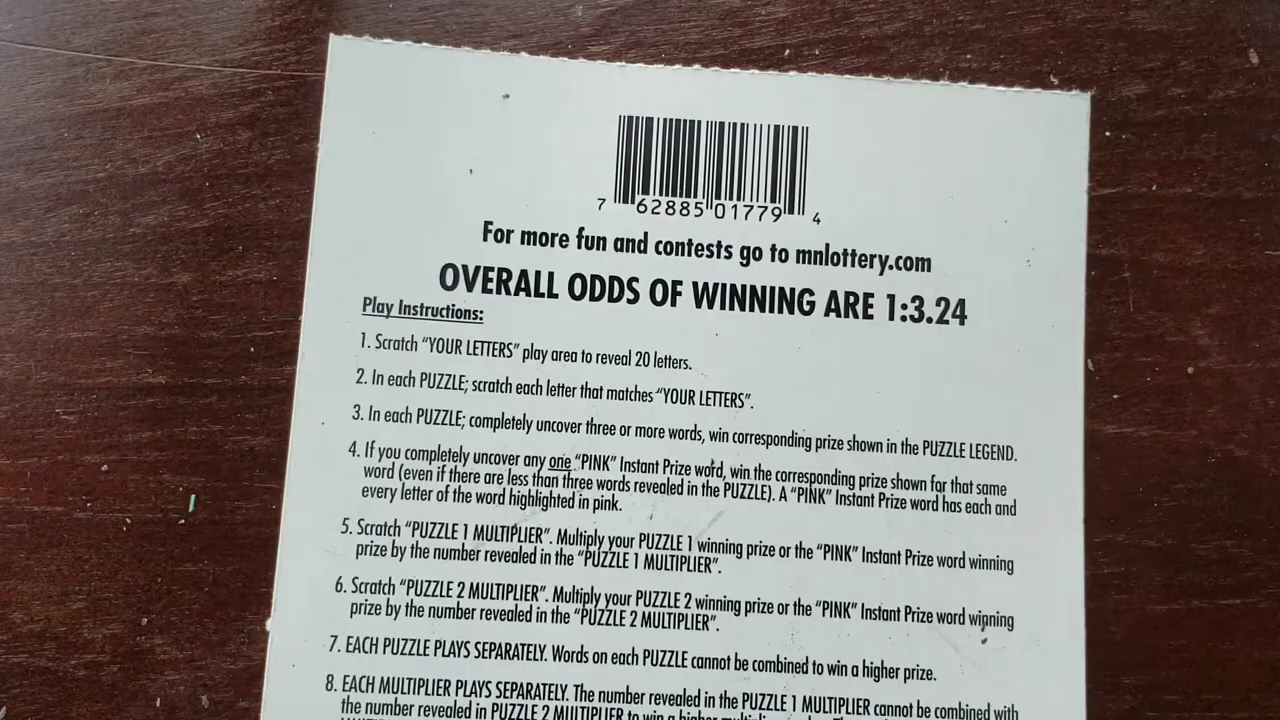 7 62885 01779 4
For more fun and contests go to mnlottery.com
OVERALL ODDS OF WINNING ARE 1:3.24
Play Instructions:
1. Scratch “YOUR LETTERS” play area to reveal 20 letters.
2. In each PUZZLE; scratch each letter that matches “YOUR LETTERS”.
3. In each PUZZLE; completely uncover three or more words, win corresponding prize shown in the PUZZLE LEGEND.
4. If you completely uncover any one “PINK” Instant Prize word, win the corresponding prize shown for that same
word (even if there are less than three words revealed in the PUZZLE). A “PINK” Instant Prize word has each and
every letter of the word highlighted in pink.
5. Scratch “PUZZLE 1 MULTIPLIER”. Multiply your PUZZLE 1 winning prize or the “PINK” Instant Prize word winning
prize by the number revealed in the “PUZZLE 1 MULTIPLIER”.
6. Scratch “PUZZLE 2 MULTIPLIER”. Multiply your PUZZLE 2 winning prize or the “PINK” Instant Prize word winning
prize by the number revealed in the “PUZZLE 2 MULTIPLIER”.
7. EACH PUZZLE PLAYS SEPARATELY. Words on each PUZZLE cannot be combined to win a higher prize.
8. EACH MULTIPLIER PLAYS SEPARATELY. The number revealed in the PUZZLE 1 MULTIPLIER cannot be combined with
the number revealed in PUZZLE 2 MULTIPLIER to win a higher